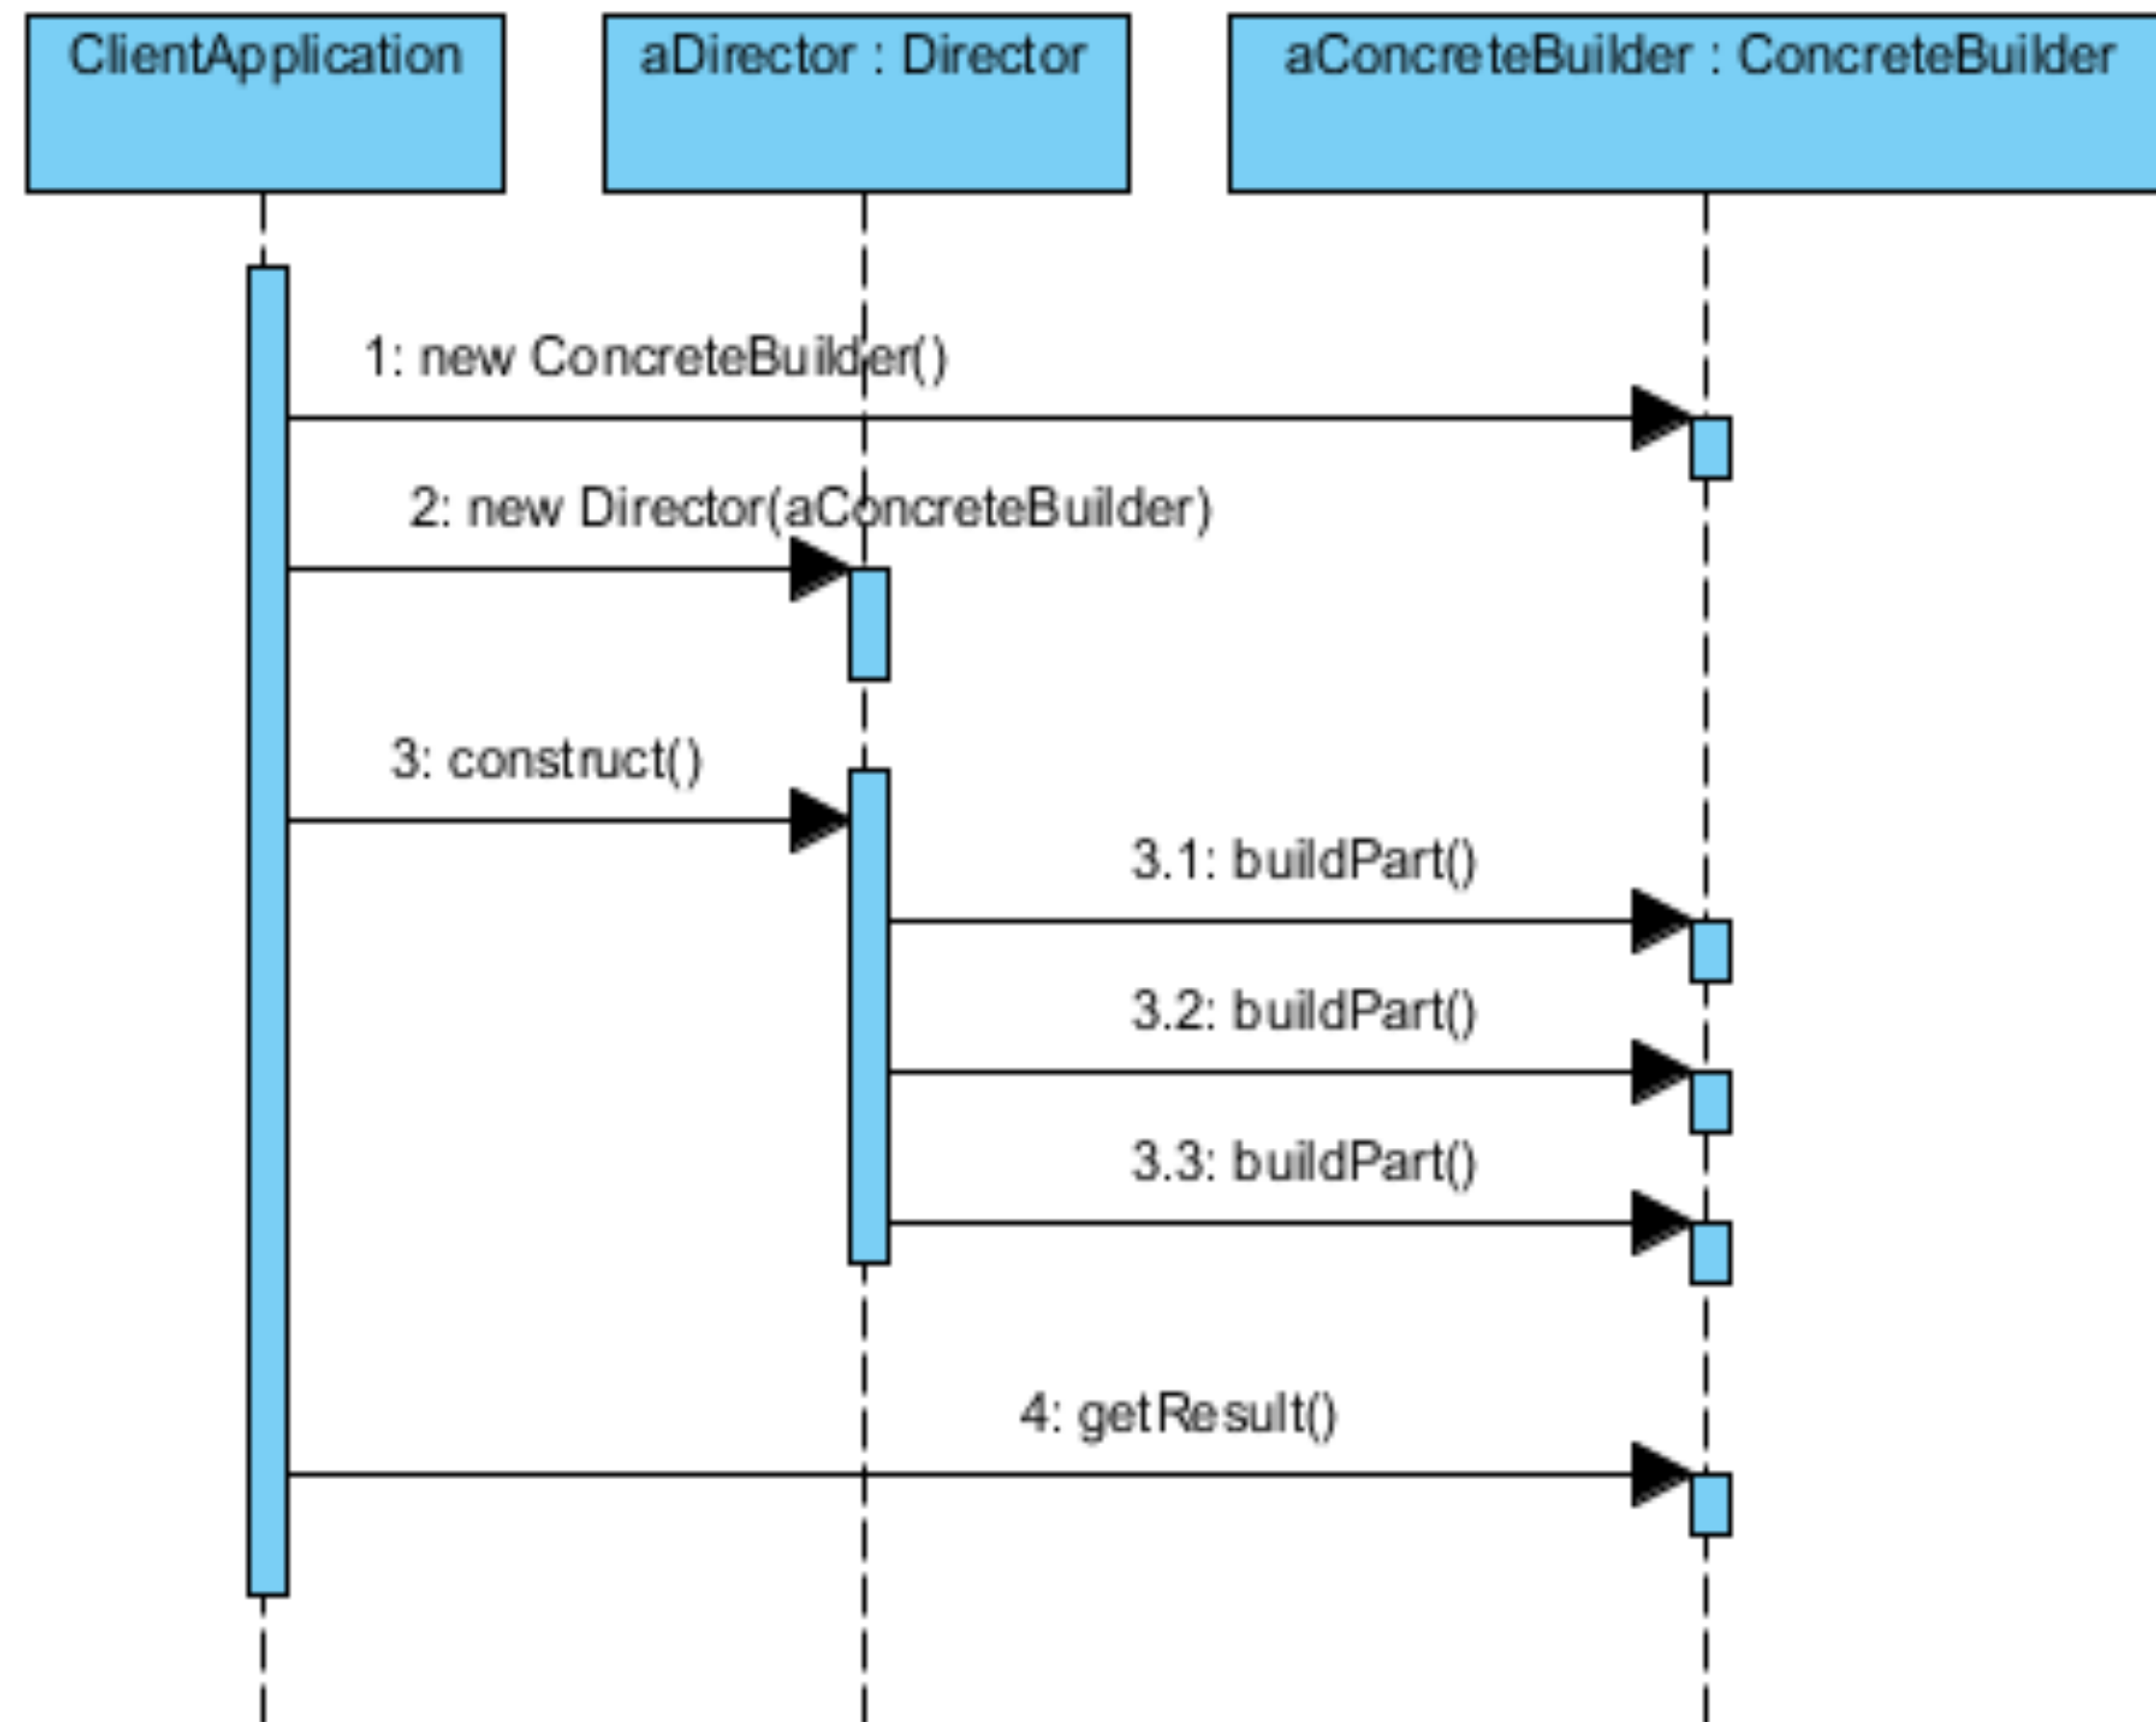 ClientApplication
aDirector : Director
aConcreteBuilder : ConcreteBuilder
1: new ConcreteBuilder()
2: new Director(aConcreteBuilder)
3: construct()
3.1: buildPart()
3.2: buildPart()
3.3: buildPart()
4: getResult()